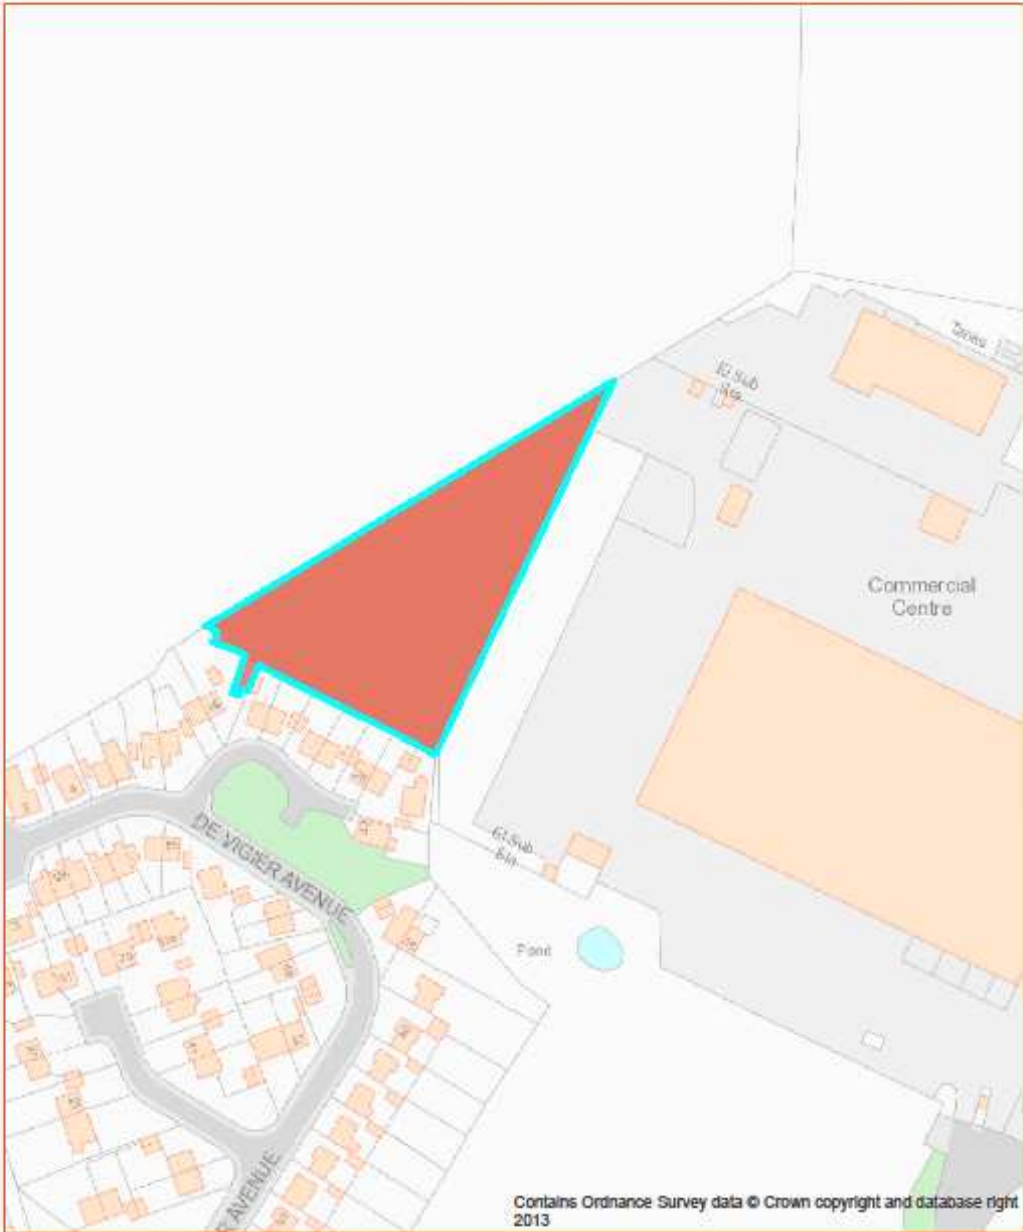 Tanks
El Sub
Sta
Commercial
Centre
DE VIGIER AVENUE
El Sub
Sta
Pond
R AVENUE
Contains Ordnance Survey data © Crown copyright and database right
2013